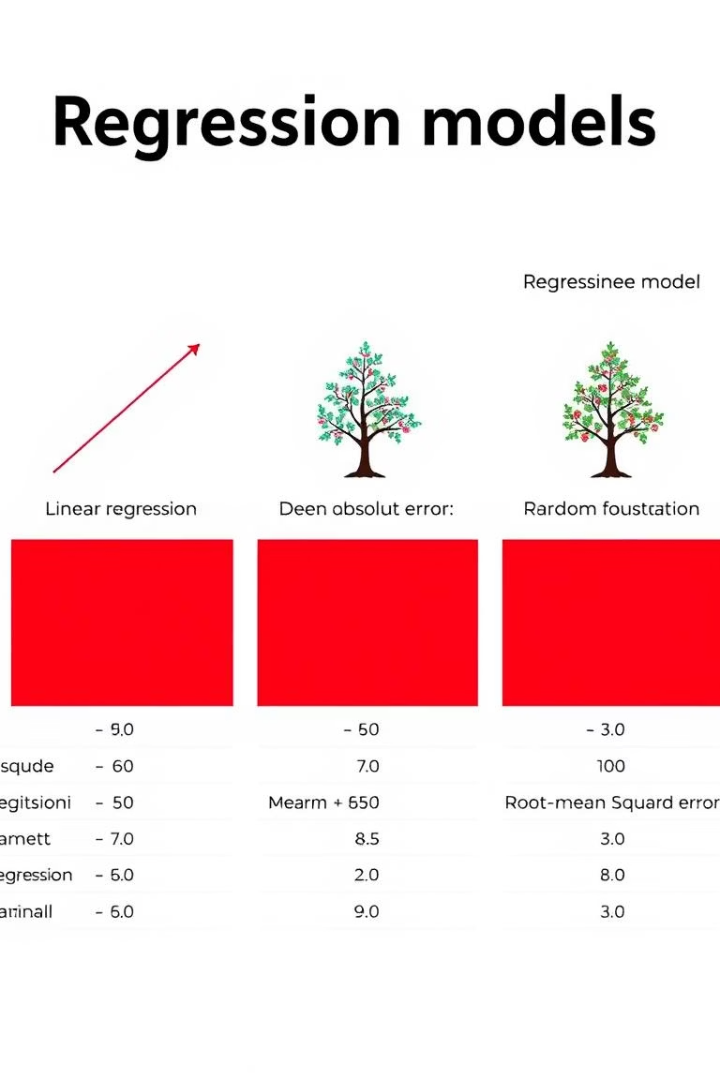 Regression models
Regressinee model
Linear regression
Deen absolut error:
Rardom foustration
- 9.0 - 50 - 3.0
squde - 60 7.0 100
egitsioni - 50 Mearm + 650 Root-mean Squard error
amett - 7.0 8.5 3.0
egression - 6.0 2.0 8.0
- 6.0 9.0 3.0